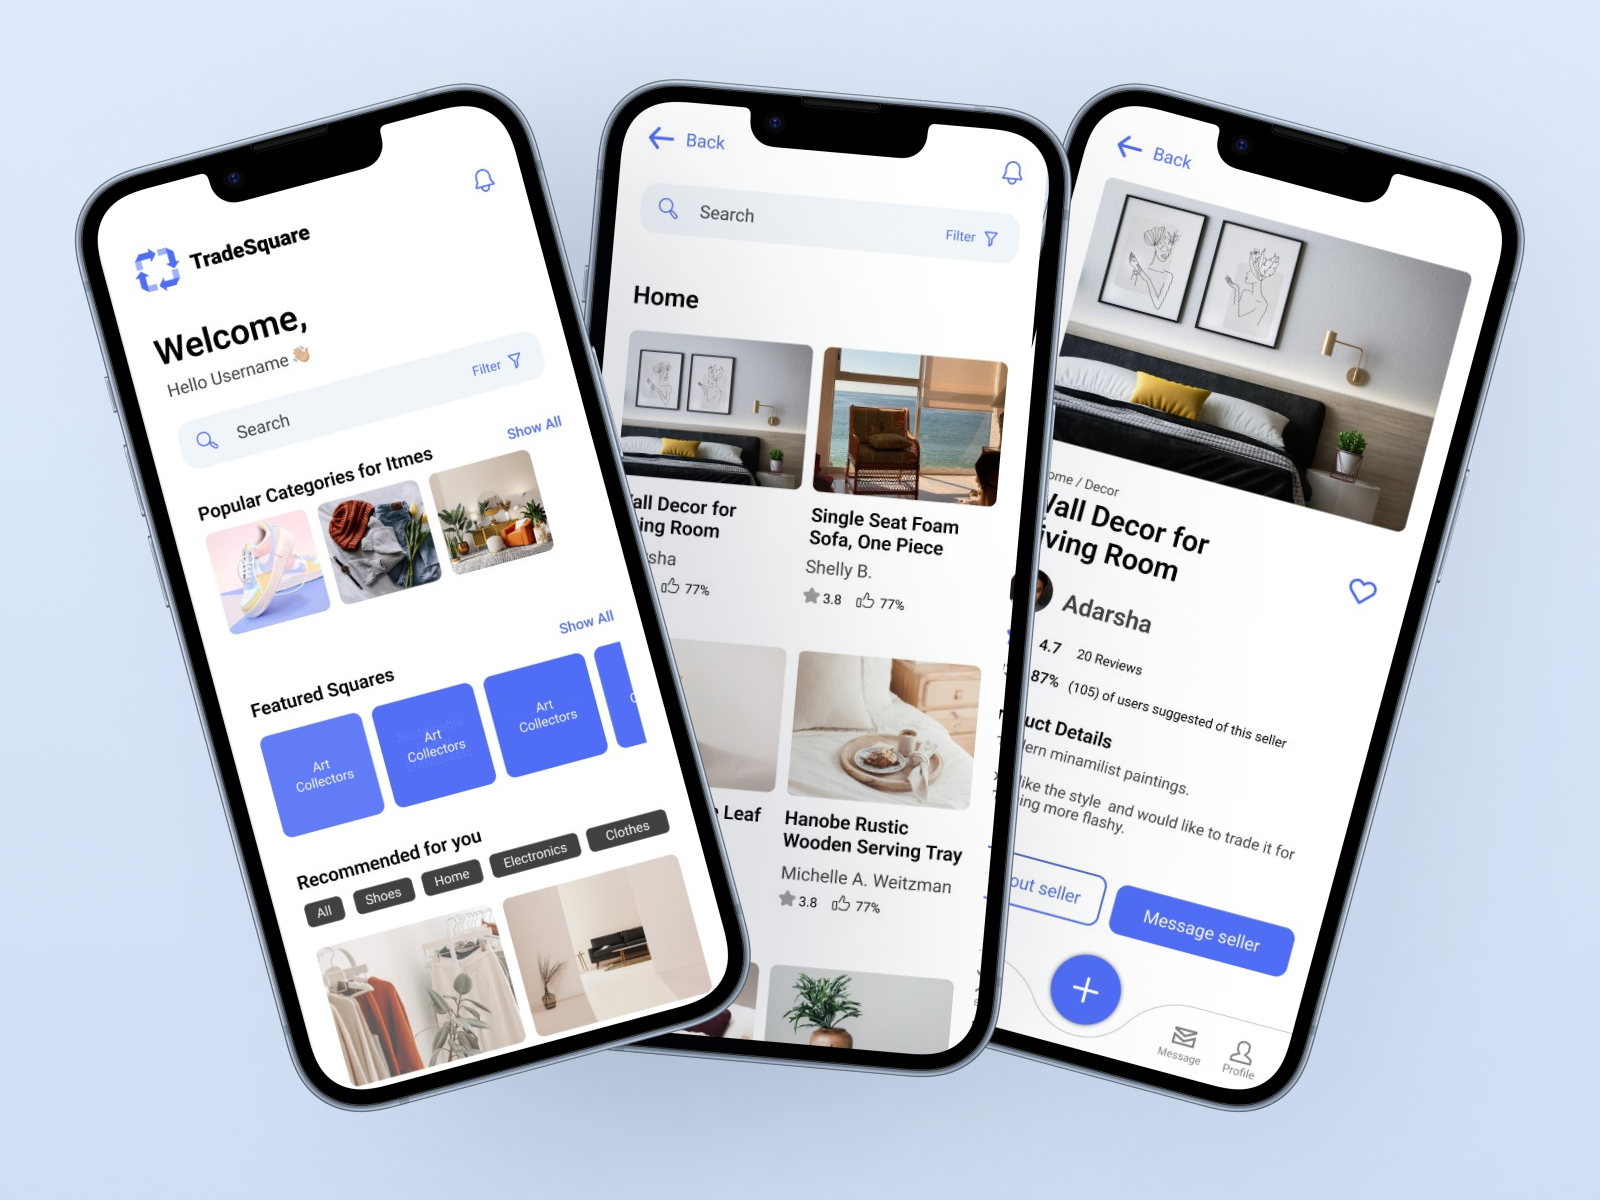 TradeSquare
Welcome,
Hello Username 👋🏼
Search
Filter
Popular Categories for Itmes
Show All
Featured Squares
Show All
Art
Collectors
Art
Collectors
Art
Collectors
Recommended for you
All
Shoes
Home
Electronics
Clothes
Back
Search
Filter
Home
all Decor for
ing Room
sha
77%
Single Seat Foam
Sofa, One Piece
Shelly B.
3.8
77%
Leaf
Hanobe Rustic
Wooden Serving Tray
Michelle A. Weitzman
3.8
77%
Back
ome / Decor
Wall Decor for
iving Room
Adarsha
4.7
20 Reviews
87%
(105) of users suggested of this seller
uct Details
ern minamilist paintings.
like the style and would like to trade it for
ing more flashy.
out seller
Message seller
Message
Profile